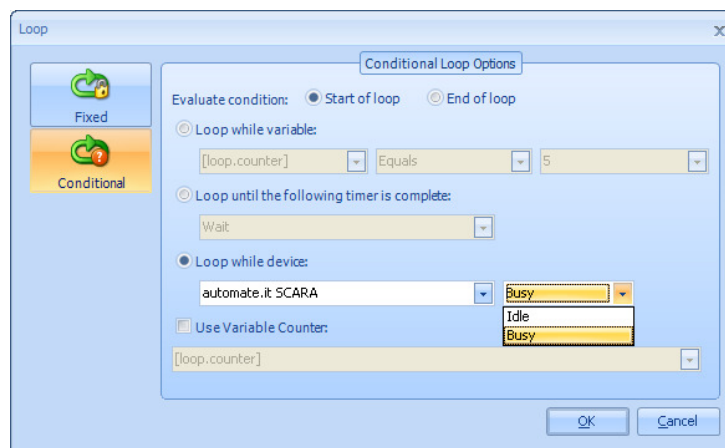 Loop
x
Conditional Loop Options
Fixed
Conditional
Evaluate condition: Start of loop End of loop
Loop while variable:
[loop.counter] Equals 5
Loop until the following timer is complete:
Wait
Loop while device:
automate.it SCARA Busy
Idle
Busy
Use Variable Counter:
[loop.counter]
OK Cancel